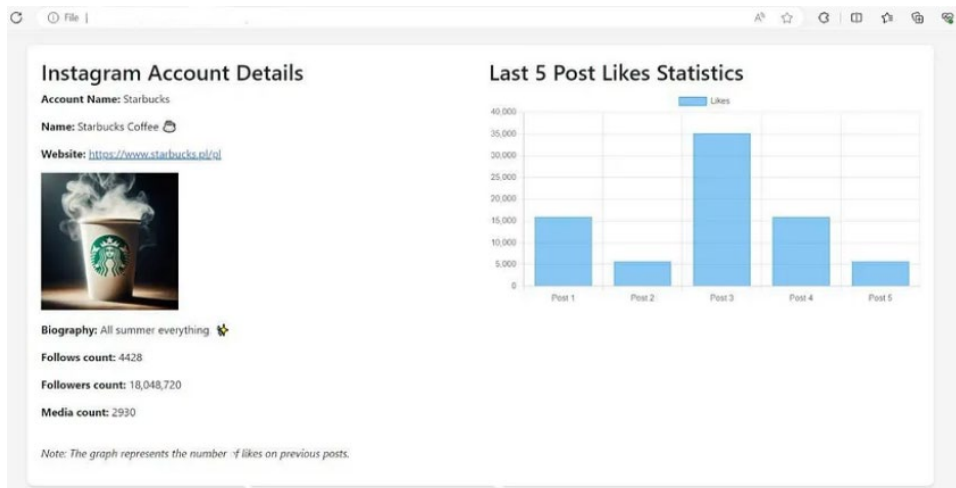 File
Instagram Account Details
Account Name: Starbucks
Name: Starbucks Coffee
Website: https://www.starbucks.pl/pl
Biography: All summer everything
Follows count: 4428
Followers count: 18,048,720
Media count: 2930
Note: The graph represents the number of likes on previous posts.
Last 5 Post Likes Statistics
Likes
40,000
35,000
30,000
25,000
20,000
15,000
10,000
5,000
0
Post 1 Post 2 Post 3 Post 4 Post 5